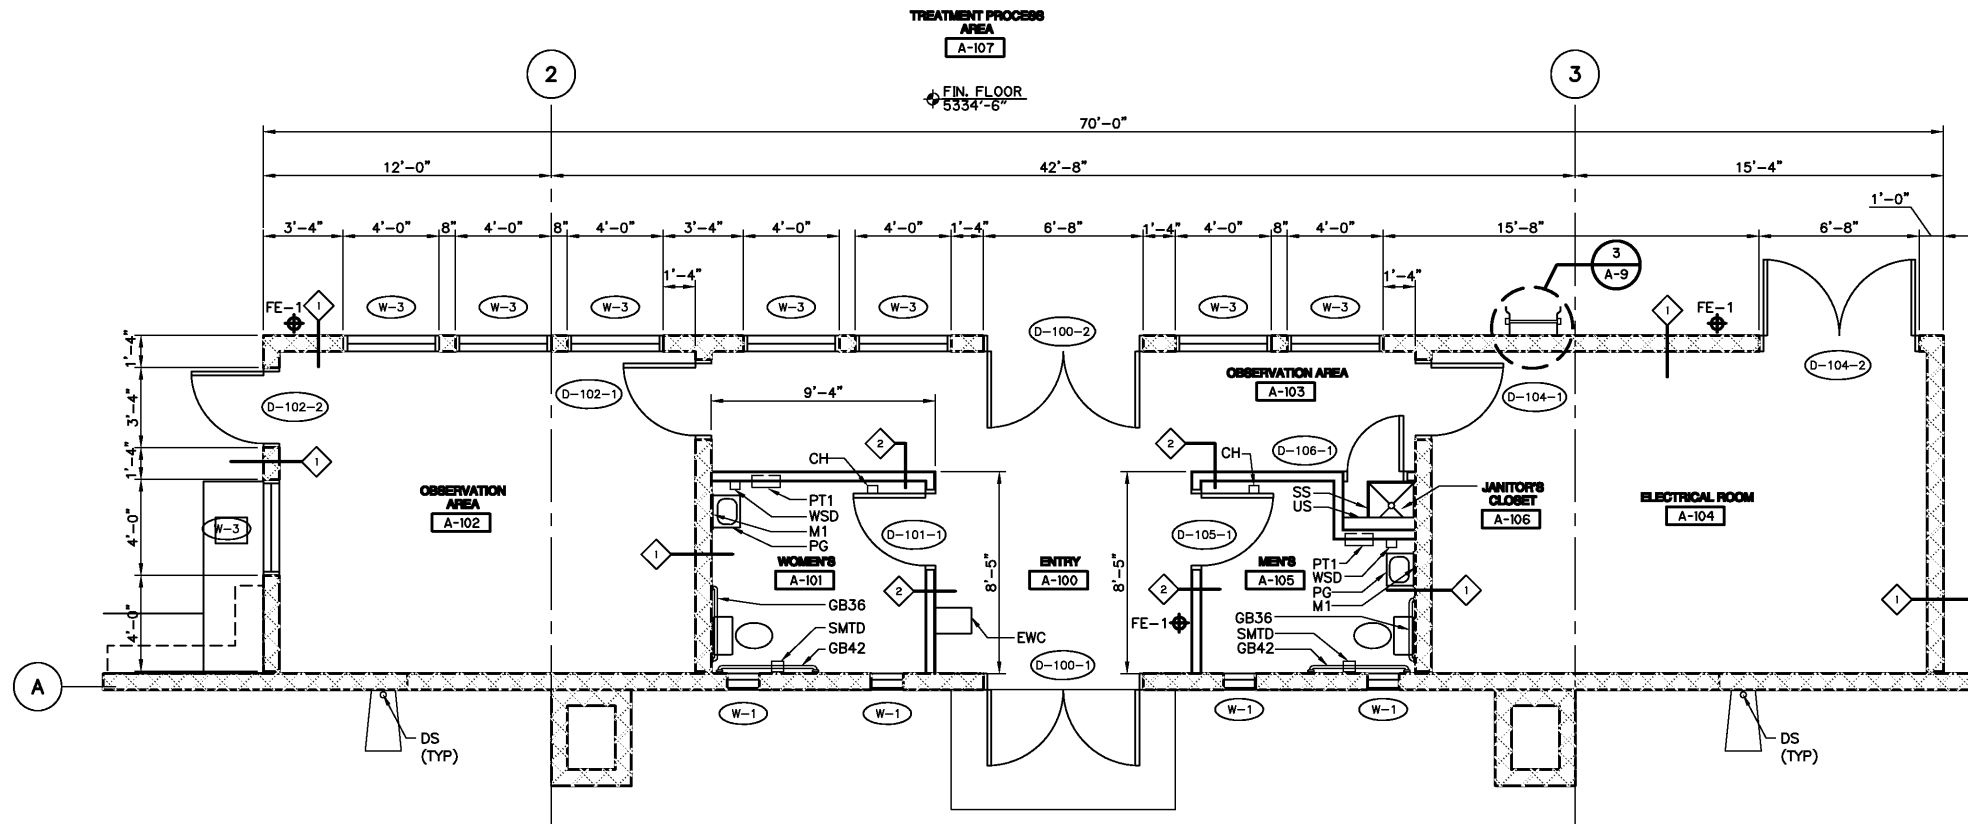 TREATMENT PROCESS
AREA
A-107
FIN. FLOOR
5334'-6"
2
3
70'-0"
12'-0"
42'-8"
15'-4"
1'-0"
3'-4"
4'-0"
8"
4'-0"
8"
4'-0"
3'-4"
4'-0"
4'-0"
1'-4"
6'-8"
1'-4"
4'-0"
8"
4'-0"
15'-8"
6'-8"
1'-4"
1'-4"
3
A-9
FE-1
1
W-3
W-3
W-3
W-3
W-3
D-100-2
W-3
W-3
1
FE-1
1'-4"
3'-4"
1'-4"
4'-0"
4'-0"
D-102-2
D-102-1
9'-4"
OBSERVATION AREA
A-103
D-104-1
D-104-2
1
CH
2
2
CH
D-106-1
OBSERVATION
AREA
A-102
W-3
PT1
WSD
M1
PG
D-101-1
D-105-1
SS
US
JANITOR'S
CLOSET
A-106
ELECTRICAL ROOM
A-104
1
WOMEN'S
A-101
8'-5"
ENTRY
A-100
8'-5"
MEN'S
A-105
PT1
WSD
PG
M1
1
1
2
2
GB36
SMTD
GB42
EWC
FE-1
GB36
SMTD
GB42
D-100-1
A
W-1
W-1
W-1
W-1
DS
(TYP)
DS
(TYP)